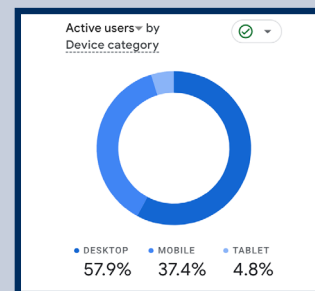 Active users by
Device category
DESKTOP MOBILE TABLET
57.9% 37.4% 4.8%